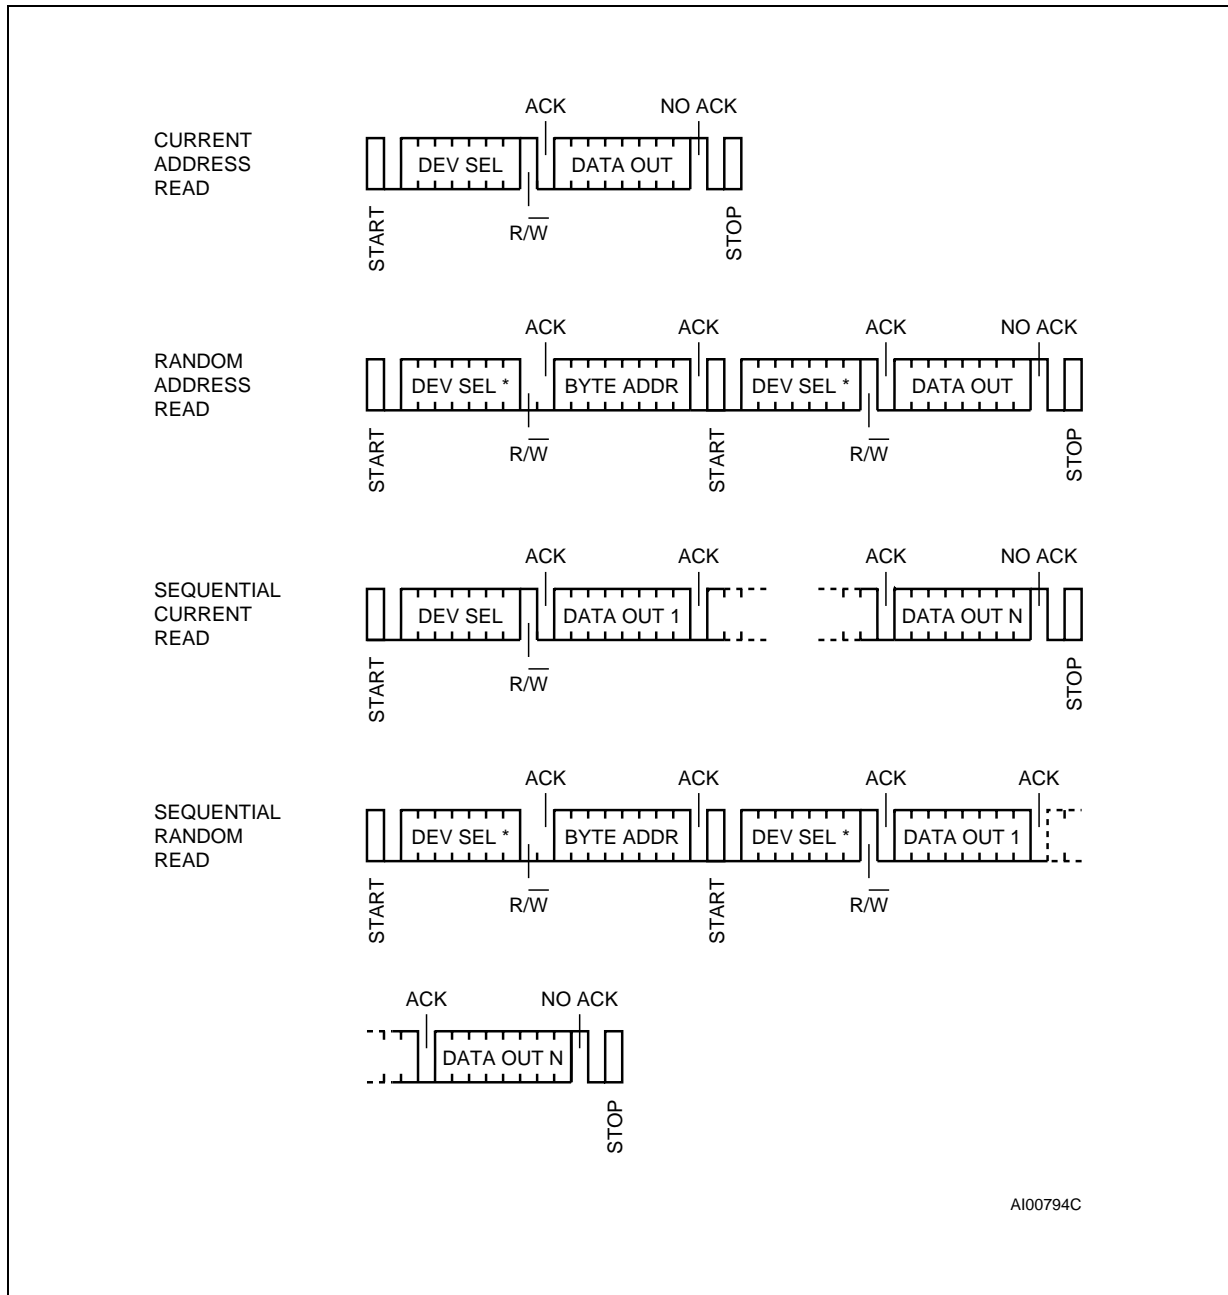 ACK NO ACK
CURRENT
ADDRESS
READ
DEV SEL DATA OUT
R/W
START STOP
ACK ACK ACK NO ACK
RANDOM
ADDRESS
READ
DEV SEL * BYTE ADDR DEV SEL * DATA OUT
R/W R/W
START START STOP
ACK ACK ACK NO ACK
SEQUENTIAL
CURRENT
READ
DEV SEL DATA OUT 1 DATA OUT N
R/W
START STOP
ACK ACK ACK ACK
SEQUENTIAL
RANDOM
READ
DEV SEL * BYTE ADDR DEV SEL * DATA OUT 1
R/W R/W
START START
ACK NO ACK
DATA OUT N
STOP
AI00794C